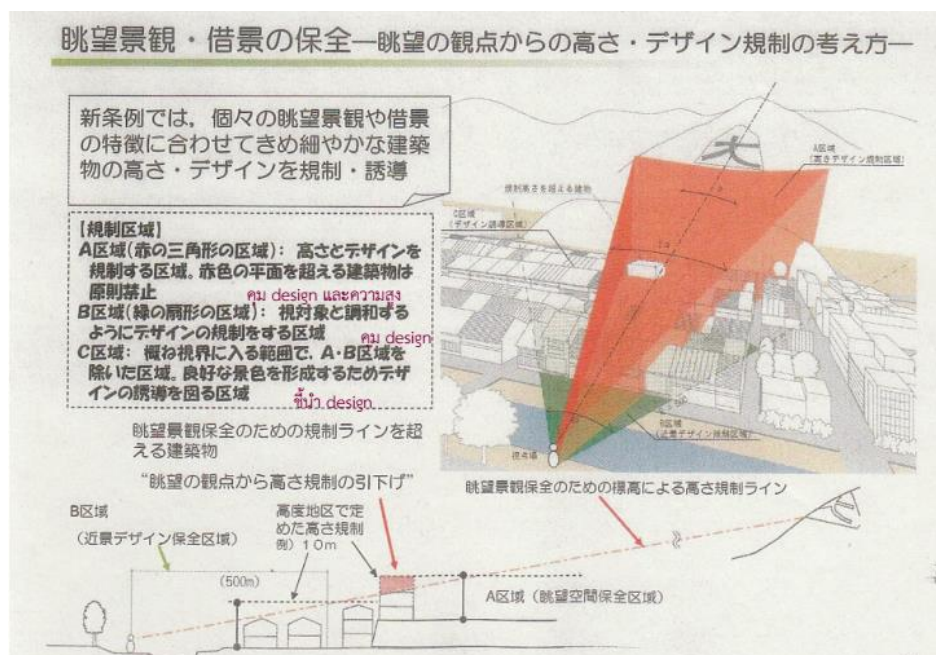 眺望景観・借景の保全―眺望の観点からの高さ・デザイン規制の考え方―
新条例では，個々の眺望景観や借景
の特徴に合わせてきめ細やかな建築
物の高さ・デザインを規制・誘導
【規制区域】
A区域(赤の三角形の区域)：高さとデザインを
規制する区域。赤色の平面を超える建築物は
原則禁止
คุม design และความสูง
B区域(緑の扇形の区域)：視対象と調和する
ようにデザインの規制をする区域
คุม design
C区域：概ね視界に入る範囲で，A・B区域を
除いた区域。良好な景色を形成するためデザ
インの誘導を図る区域
ชี้นำ design
大
A区域
(高さデザイン規制区域)
規制高さを超える建物
C区域
(デザイン誘導区域)
B区域
(近景デザイン規制区域)
視点場
眺望景観保全のための規制ラインを超
える建築物
“眺望の観点から高さ規制の引下げ”
眺望景観保全のための標高による高さ規制ライン
B区域
(近景デザイン保全区域)
高度地区で定
めた高さ規制
例）10m
(500m)
A区域（眺望空間保全区域）